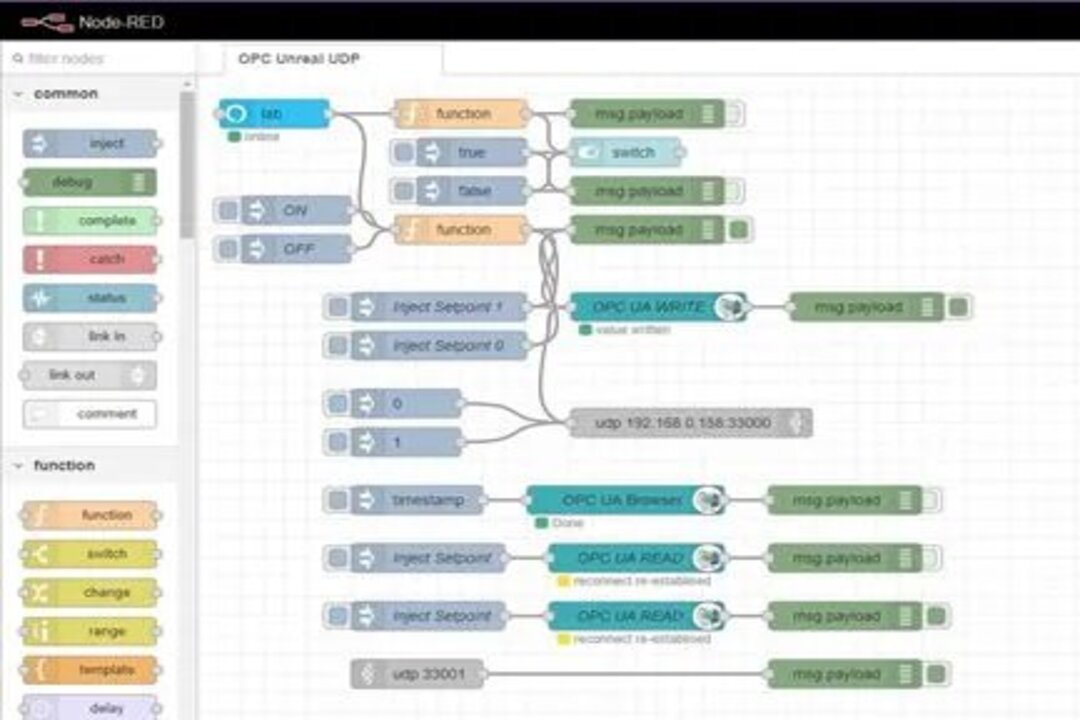 Node-RED
filter nodes
OPC Unreal UDP
common
inject
debug
complete
catch
status
link in
link out
comment
function
function
switch
change
range
template
delay
lab
online
function
msg.payload
true
switch
false
msg.payload
ON
function
msg.payload
OFF
Inject Setpoint 1
OPC UA WRITE
msg.payload
value written
Inject Setpoint 0
0
udp 192.168.0.158:33000
1
timestamp
OPC UA Browser
msg.payload
Done
Inject Setpoint
OPC UA READ
msg.payload
reconnect re-establised
Inject Setpoint
OPC UA READ
msg.payload
reconnect re-establised
udp 33001
msg.payload